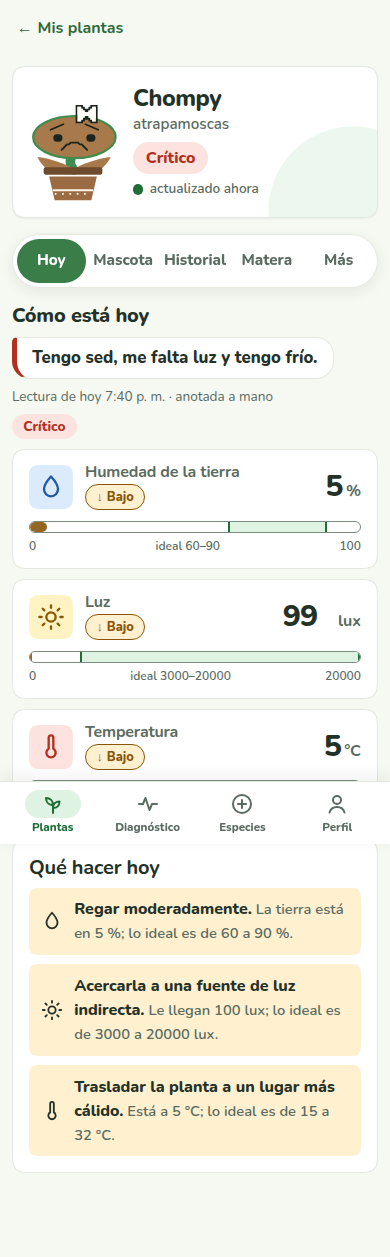 ← Mis plantas
Chompy
atrapamoscas
Crítico
actualizado ahora
Hoy Mascota Historial Matera Más
Cómo está hoy
Tengo sed, me falta luz y tengo frío.
Lectura de hoy 7:40 p. m. · anotada a mano
Crítico
Humedad de la tierra
↓ Bajo
5 %
0 ideal 60–90 100
Luz
↓ Bajo
99 lux
0 ideal 3000–20000 20000
Temperatura
↓ Bajo
5 °C
Plantas Diagnóstico Especies Perfil
Qué hacer hoy
Regar moderadamente. La tierra está
en 5 %; lo ideal es de 60 a 90 %.
Acercarla a una fuente de luz
indirecta. Le llegan 100 lux; lo ideal es
de 3000 a 20000 lux.
Trasladar la planta a un lugar más
cálido. Está a 5 °C; lo ideal es de 15 a
32 °C.